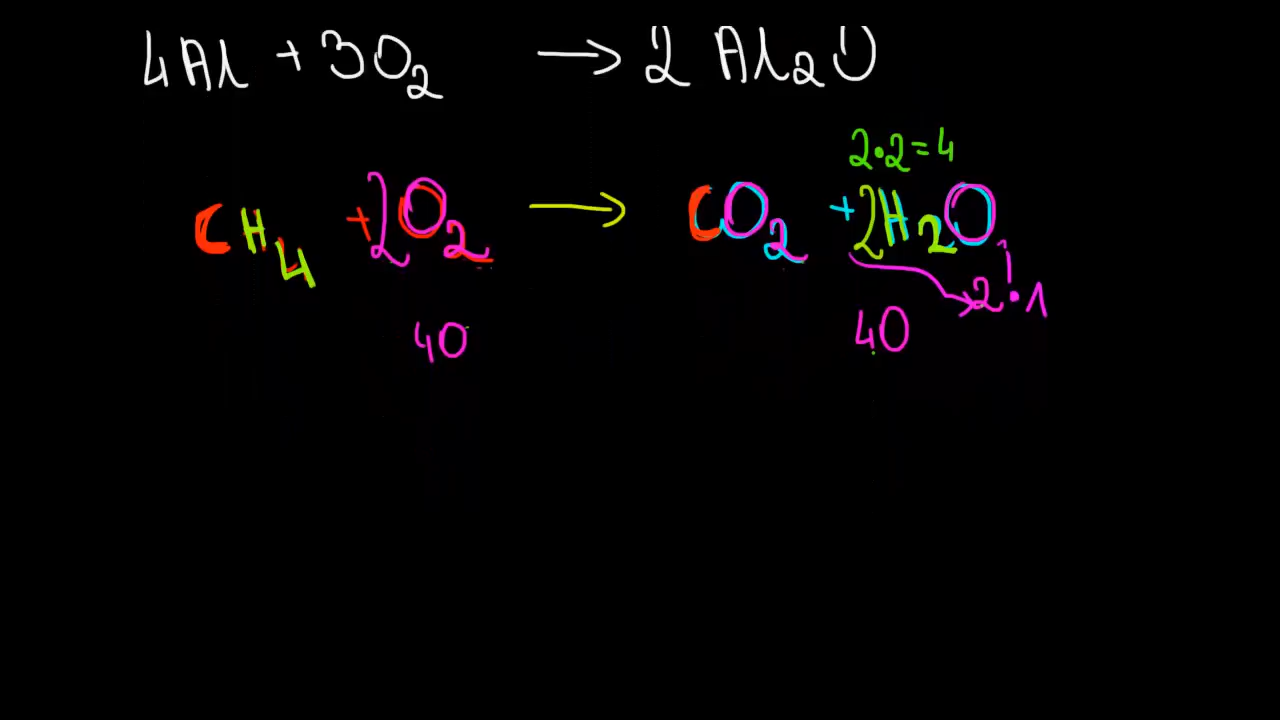 4Al + 3O₂ → 2 Al₂O
2·2=4
CH₄ + 2O₂ → CO₂ + 2H₂O
2·1
4O 4O